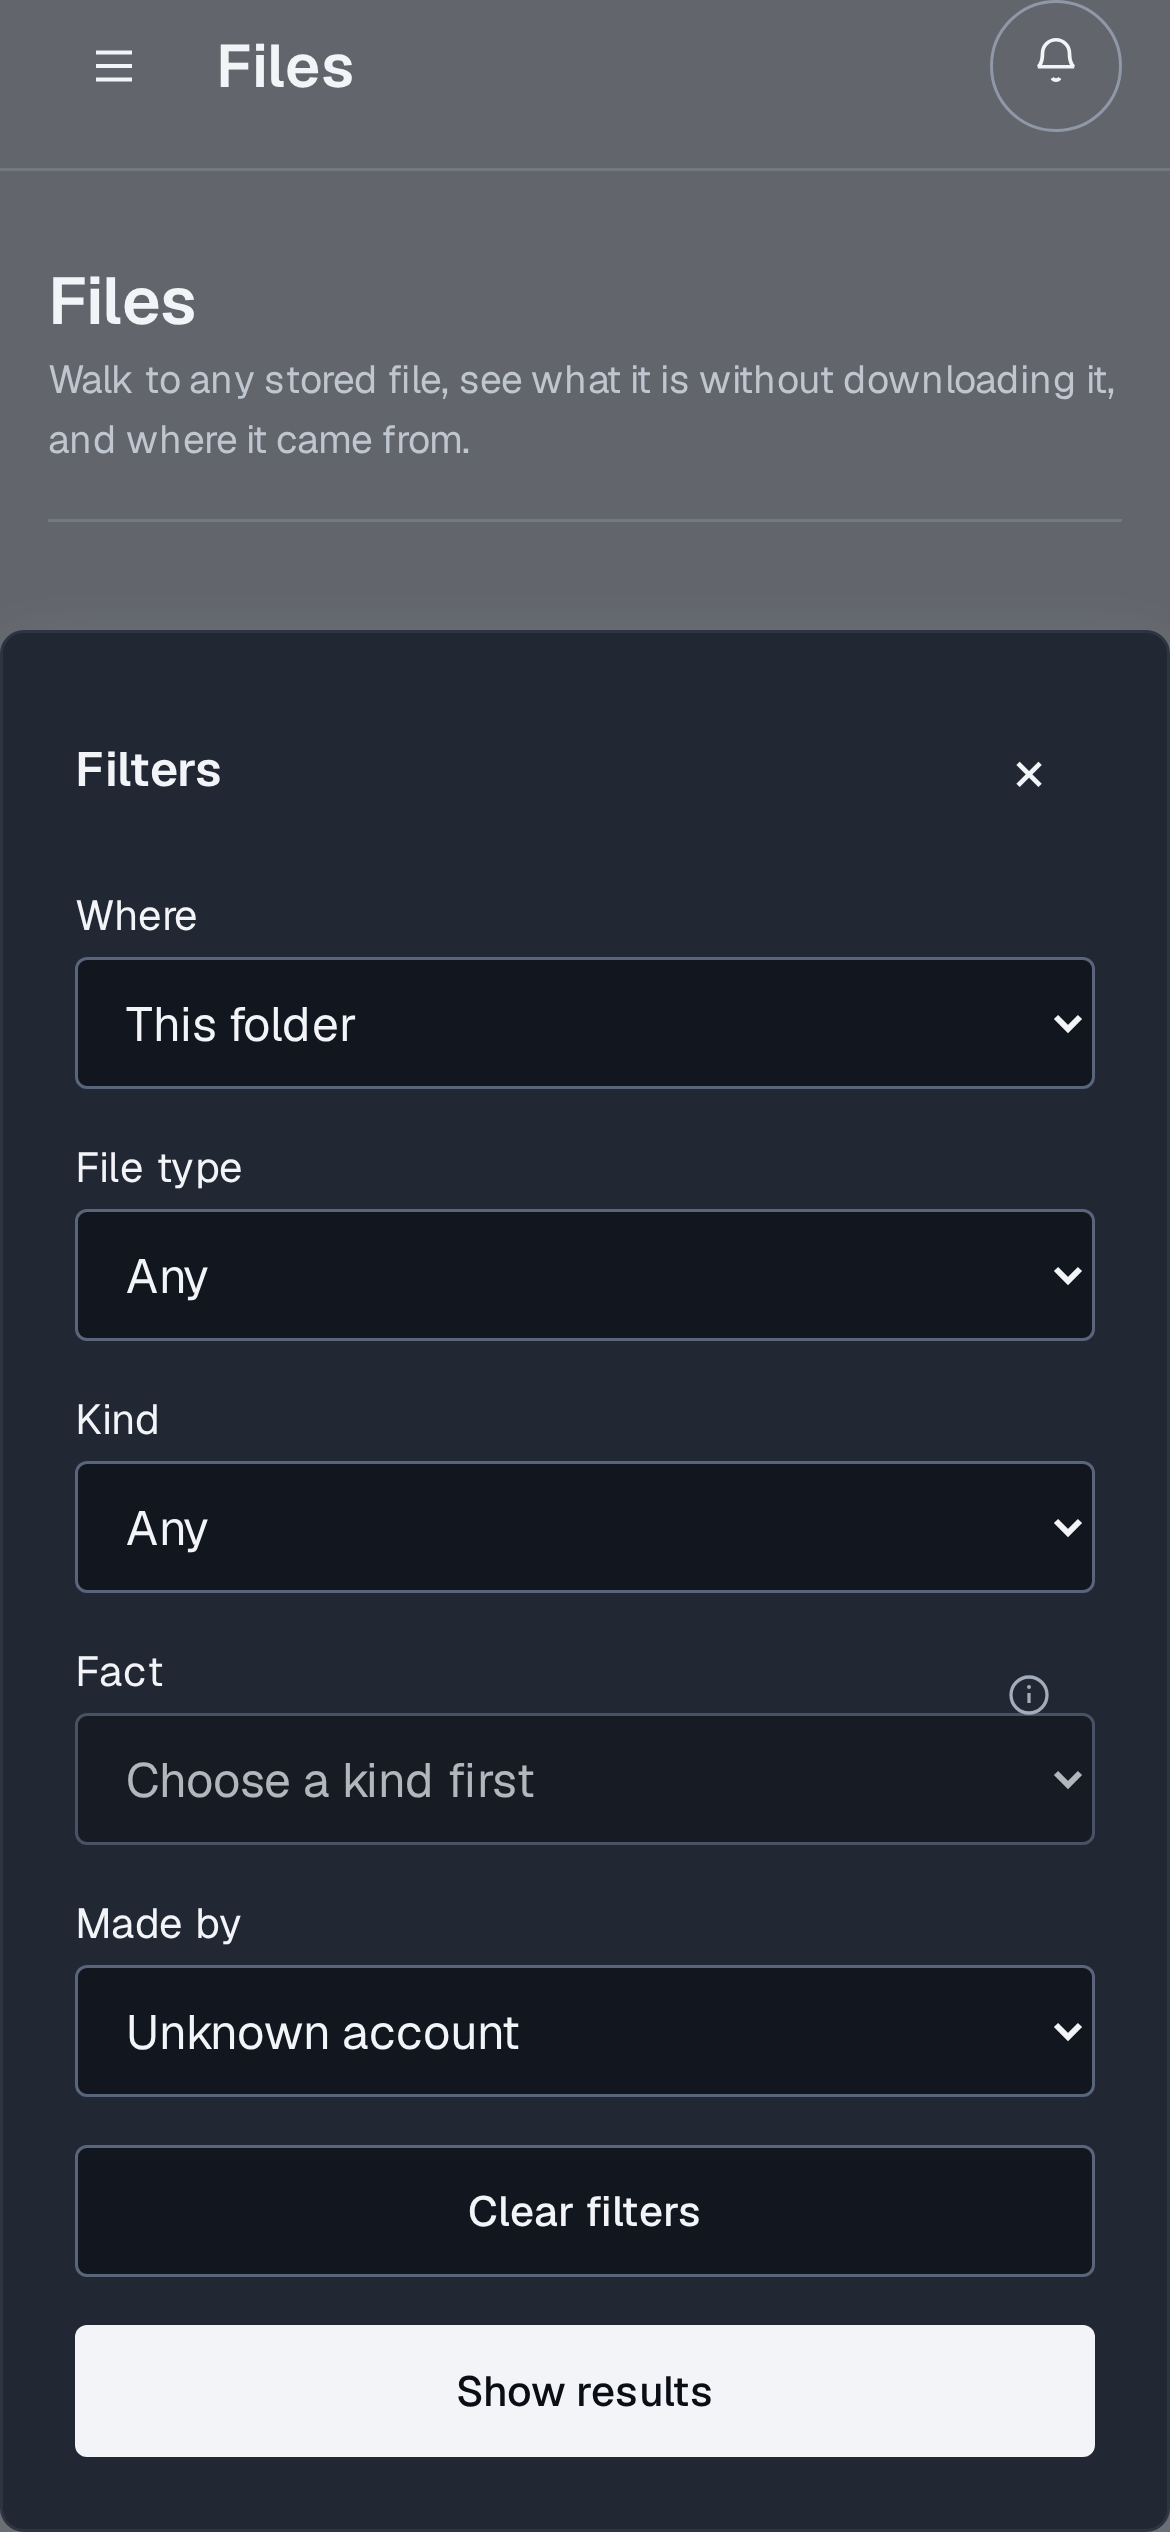 Files
Files
Walk to any stored file, see what it is without downloading it,
and where it came from.
Filters
Where
This folder
File type
Any
Kind
Any
Fact
Choose a kind first
Made by
Unknown account
Clear filters
Show results